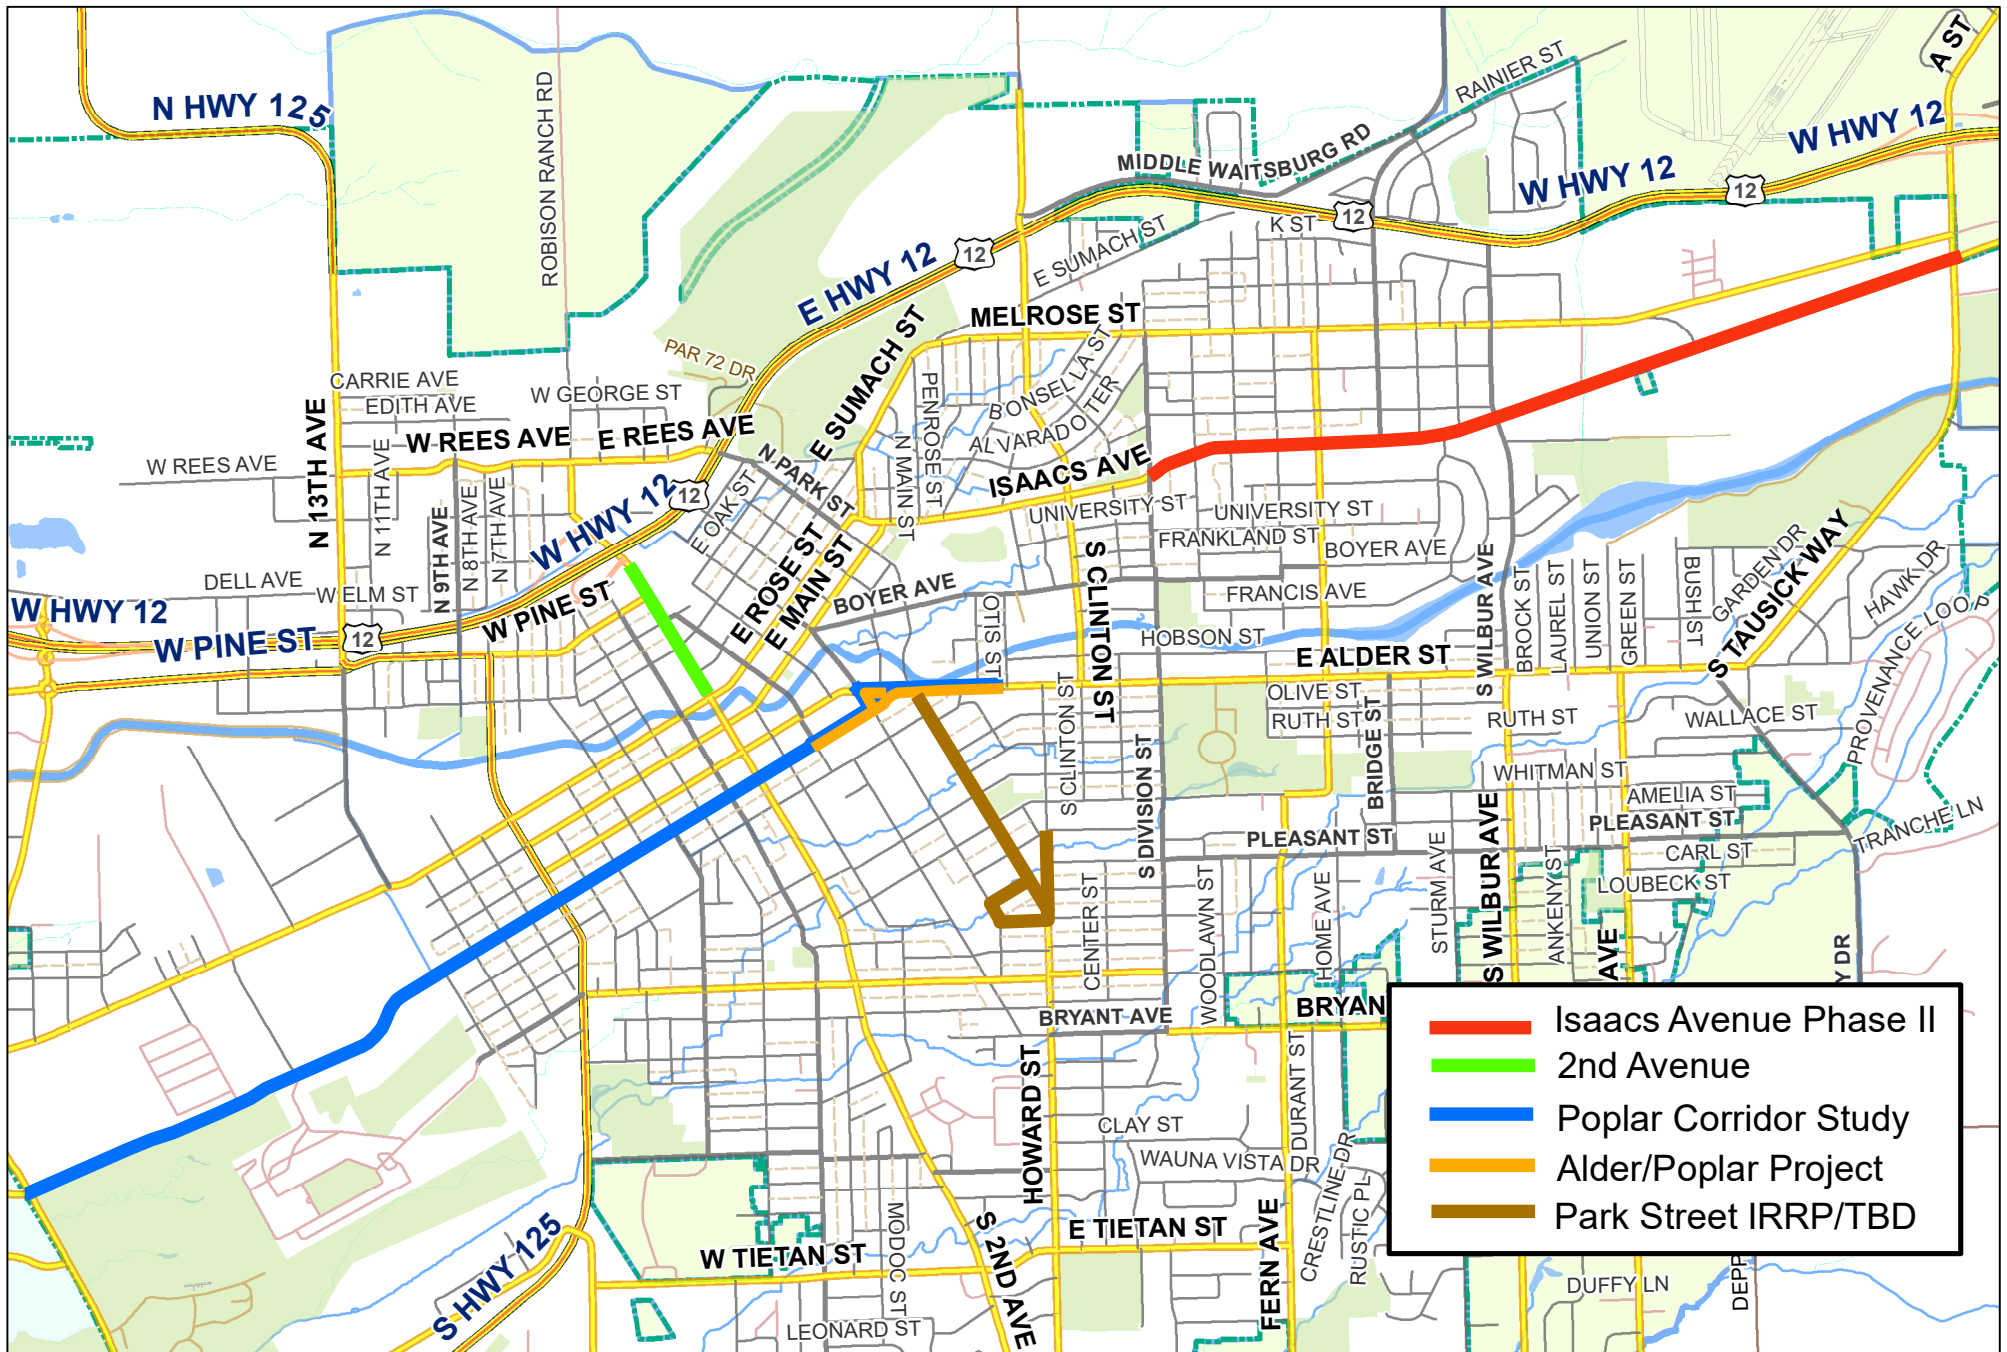 A ST
RAINIER ST
N HWY 125
ROBISON RANCH RD
W HWY 12
MIDDLE WAITSBURG RD
W HWY 12
12
12
K ST
E SUMACH ST
12
E HWY 12
MELROSE ST
E SUMACH ST
BONSELLA ST
PAR 72 DR
CARRIE AVE
W GEORGE ST
PENROSE ST
EDITH AVE
ALVARADO TER
N 13TH AVE
W REES AVE
E REES AVE
W REES AVE
N 11TH AVE
N PARK ST
N MAIN ST
ISAACS AVE
12
E OAK ST
UNIVERSITY ST
UNIVERSITY ST
N 9TH AVE
N 8TH AVE
N 7TH AVE
W HWY 12
FRANKLAND ST
BOYER AVE
E ROSE ST
E MAIN ST
S CLINTON ST
S WILBUR AVE
BROCK ST
LAUREL ST
UNION ST
GREEN ST
BUSH ST
GARDEN DR
S TAUSICK WAY
HAWK DR
PROVENANCE LOOP
DELL AVE
W ELM ST
BOYER AVE
FRANCIS AVE
W HWY 12
W PINE ST
12
W PINE ST
OTIS ST
HOBSON ST
E ALDER ST
OLIVE ST
RUTH ST
BRIDGE ST
RUTH ST
WALLACE ST
S CLINTON ST
S DIVISION ST
WHITMAN ST
AMELIA ST
PLEASANT ST
PLEASANT ST
TRANCHE LN
CARL ST
LOUBECK ST
STURM AVE
S WILBUR AVE
ANKENY ST
CENTER ST
WOODLAWN ST
HOME AVE
AVE
Y DR
BRYANT AVE
BRYAN
Isaacs Avenue Phase II
2nd Avenue
Poplar Corridor Study
Alder/Poplar Project
Park Street IRRP/TBD
HOWARD ST
CLAY ST
DURANT ST
WAUNA VISTA DR
CRESTLINE DR
RUSTIC PL
MODOC ST
S 2ND AVE
E TIETAN ST
FERN AVE
S HWY 125
W TIETAN ST
DUFFY LN
DEPP
LEONARD ST